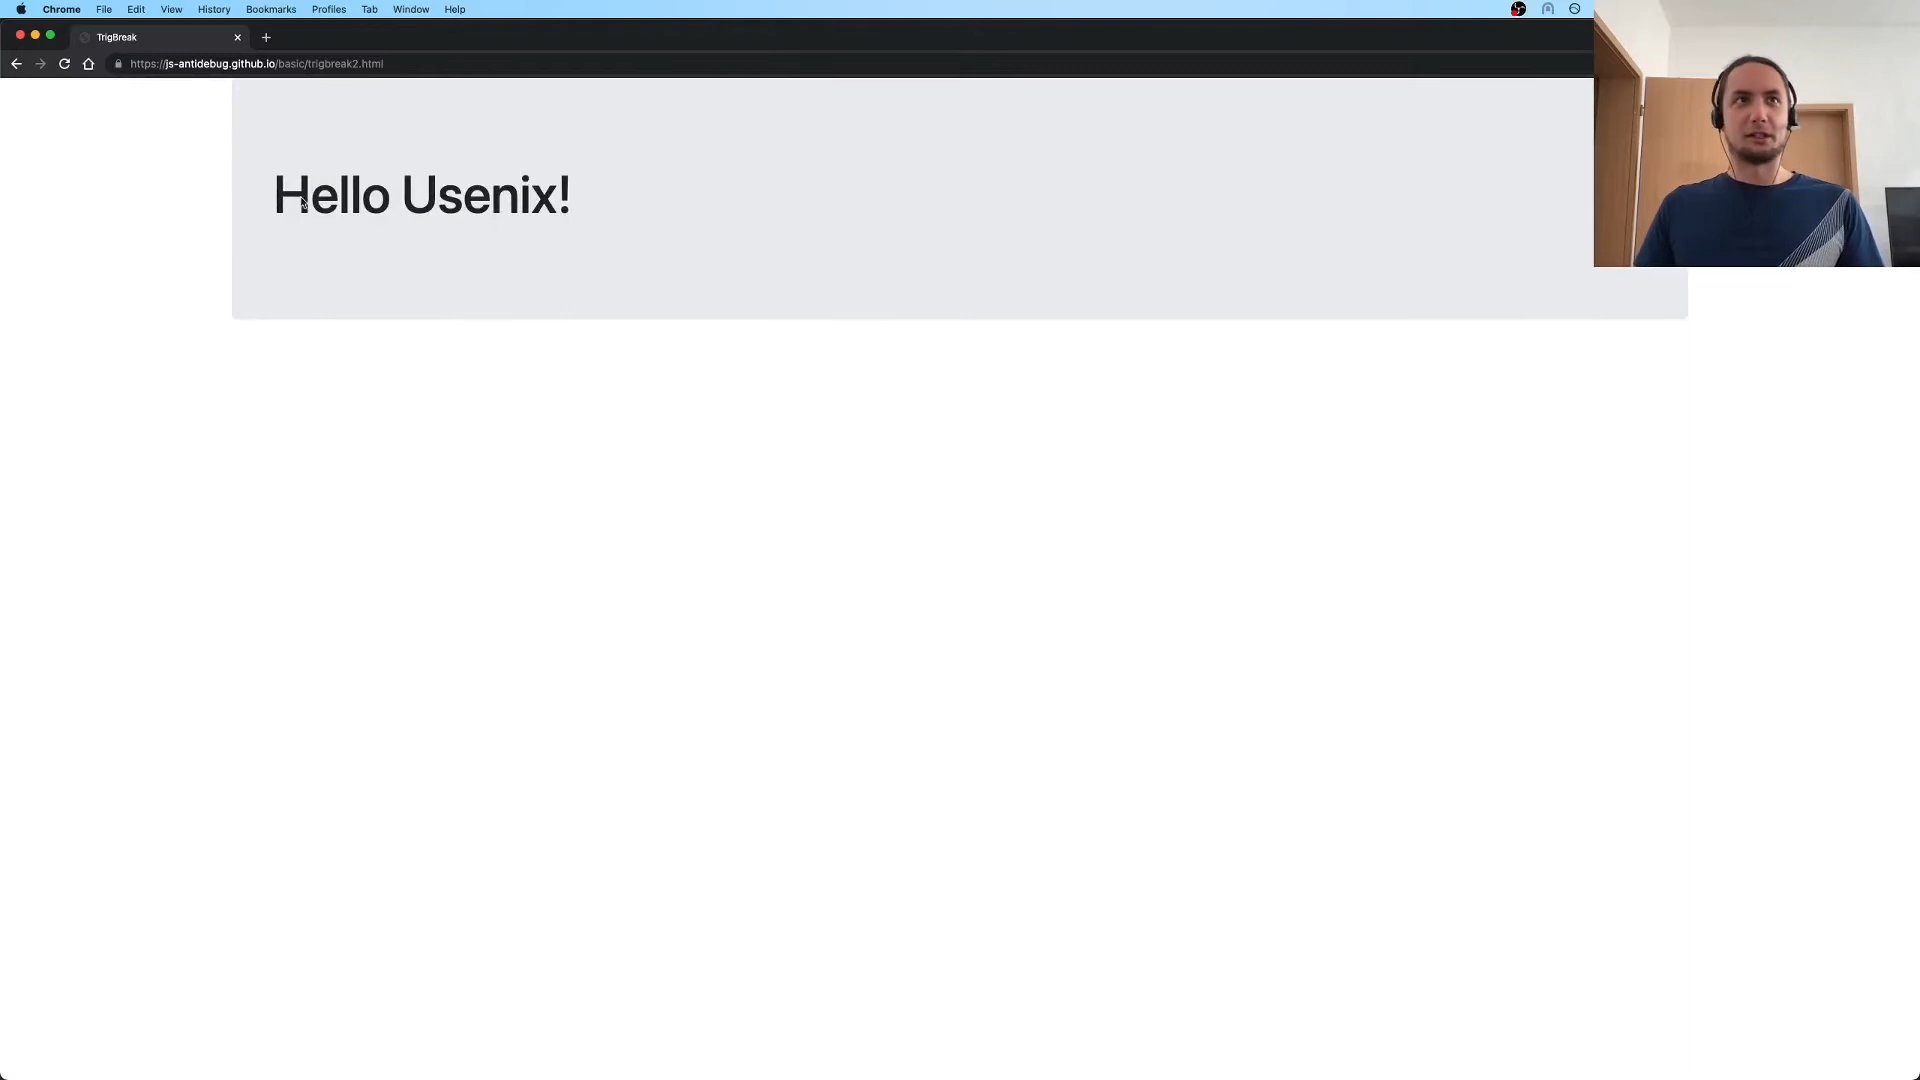 Chrome File Edit View History Bookmarks Profiles Tab Window Help
TrigBreak
https://js-antidebug.github.io/basic/trigbreak2.html
Hello Usenix!